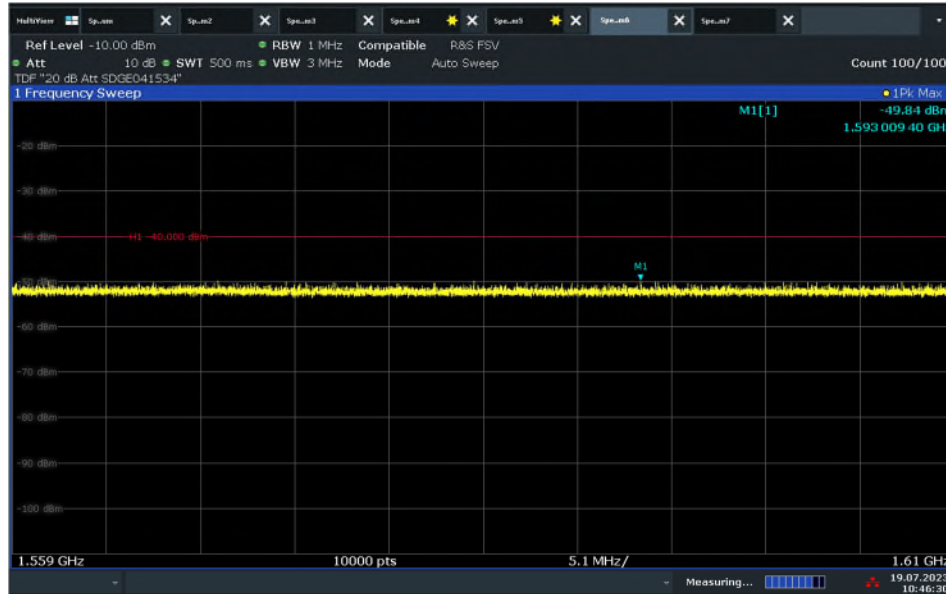 MultiView Sp...um Sp...m2 Spe...m3 Spe...m4 Spe...m5 Spe...m6 Spe...m7
Ref Level -10.00 dBm RBW 1 MHz Compatible R&S FSV
Att 10 dB SWT 500 ms VBW 3 MHz Mode Auto Sweep Count 100/100
TDF "20 dB Att SDGE041534"
1 Frequency Sweep 1Pk Max
M1[1] -49.84 dBm
1.593 009 40 GH
-20 dBm
-30 dBm
-40 dBm H1 -40.000 dBm
M1
-60 dBm
-70 dBm
-80 dBm
-90 dBm
-100 dBm
1.559 GHz 10000 pts 5.1 MHz/ 1.61 GHz
Measuring... 19.07.2023
10:46:30